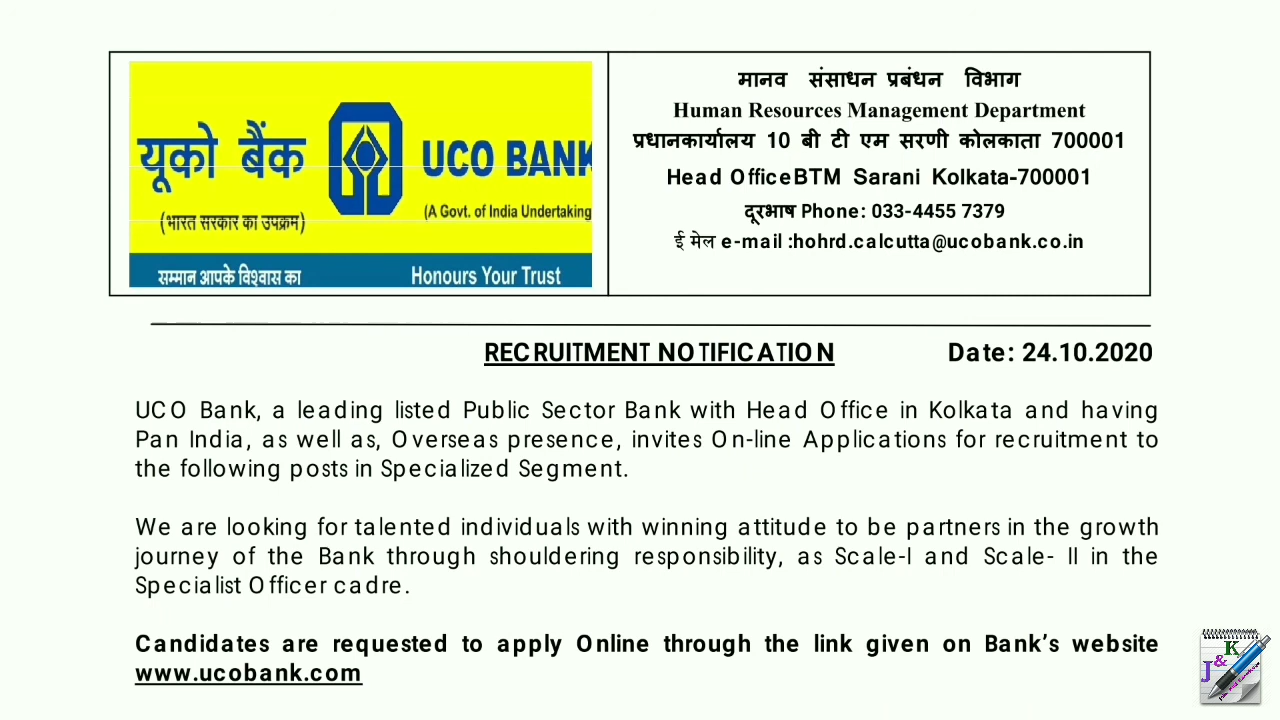 यूको बैंक
UCO BANK
(भारत सरकार का उपक्रम)
(A Govt. of India Undertaking
सम्मान आपके विश्वास का
Honours Your Trust
मानव संसाधन प्रबंधन विभाग
Human Resources Management Department
प्रधानकार्यालय 10 बी टी एम सरणी कोलकाता 700001
Head OfficeBTM Sarani Kolkata-700001
दूरभाष Phone: 033-4455 7379
ई मेल e-mail :hohrd.calcutta@ucobank.co.in
RECRUITMENT NOTIFICATION Date: 24.10.2020
UCO Bank, a leading listed Public Sector Bank with Head Office in Kolkata and having
Pan India, as well as, Overseas presence, invites On-line Applications for recruitment to
the following posts in Specialized Segment.
We are looking for talented individuals with winning attitude to be partners in the growth
journey of the Bank through shouldering responsibility, as Scale-I and Scale- II in the
Specialist Officer cadre.
Candidates are requested to apply Online through the link given on Bank's website
www.ucobank.com
J&K